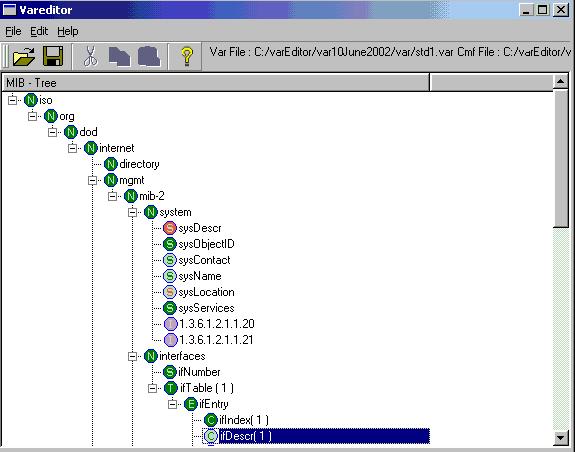 Vareditor
File Edit Help
Var File : C:/varEditor/var10June2002/var/std1.var Cmf File : C:/varEditor/v
MIB - Tree
N iso
N org
N dod
N internet
N directory
N mgmt
N mib-2
N system
S sysDescr
S sysObjectID
S sysContact
S sysName
S sysLocation
S sysServices
1.3.6.1.2.1.1.20
1.3.6.1.2.1.1.21
N interfaces
S ifNumber
T ifTable ( 1 )
E ifEntry
C ifIndex( 1 )
C ifDescr( 1 )